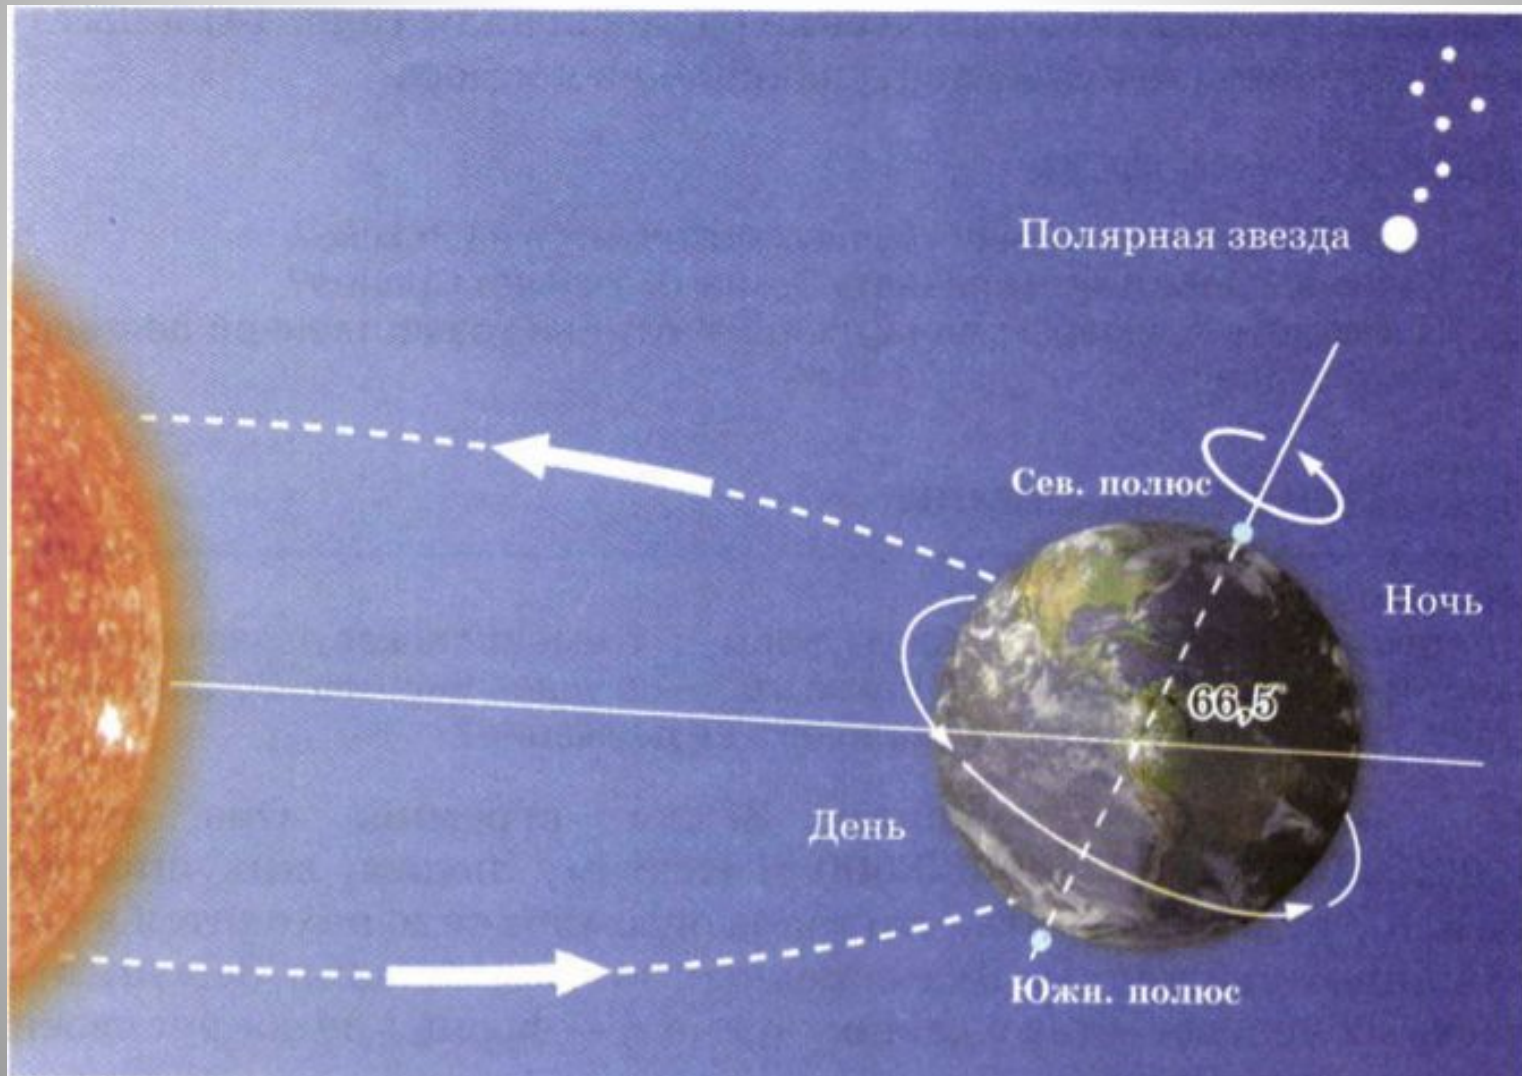 Полярная звезда
Сев. полюс
Ночь
66,5°
День
Южн. полюс